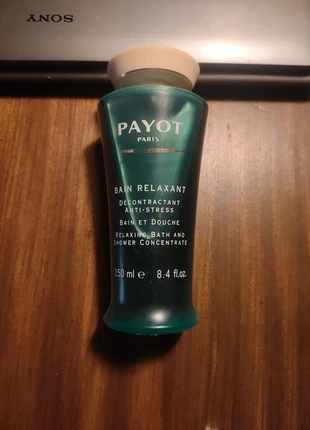 SONY
PAYOT
PARIS
BAIN RELAXANT
DÉCONTRACTANT
ANTI-STRESS
BAIN ET DOUCHE
RELAXING BATH AND
SHOWER CONCENTRATE
250 ml e 8.4 fl.oz.